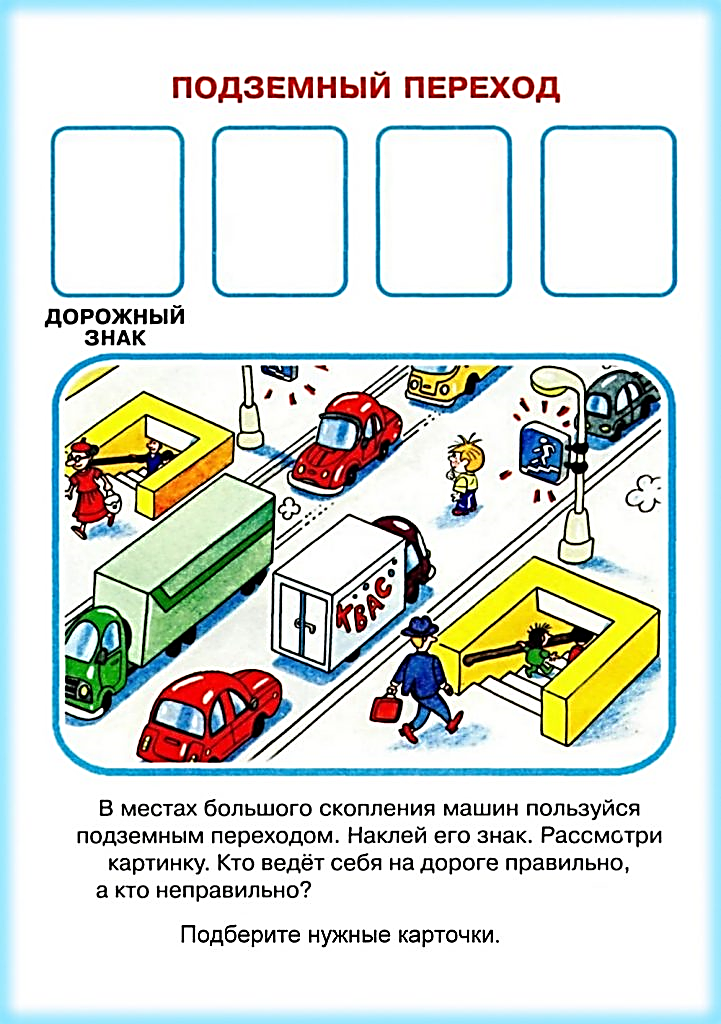 ПОДЗЕМНЫЙ ПЕРЕХОД
ДОРОЖНЫЙ
ЗНАК
КВАС
В местах большого скопления машин пользуйся
подземным переходом. Наклей его знак. Рассмотри
картинку. Кто ведёт себя на дороге правильно,
а кто неправильно?
Подберите нужные карточки.